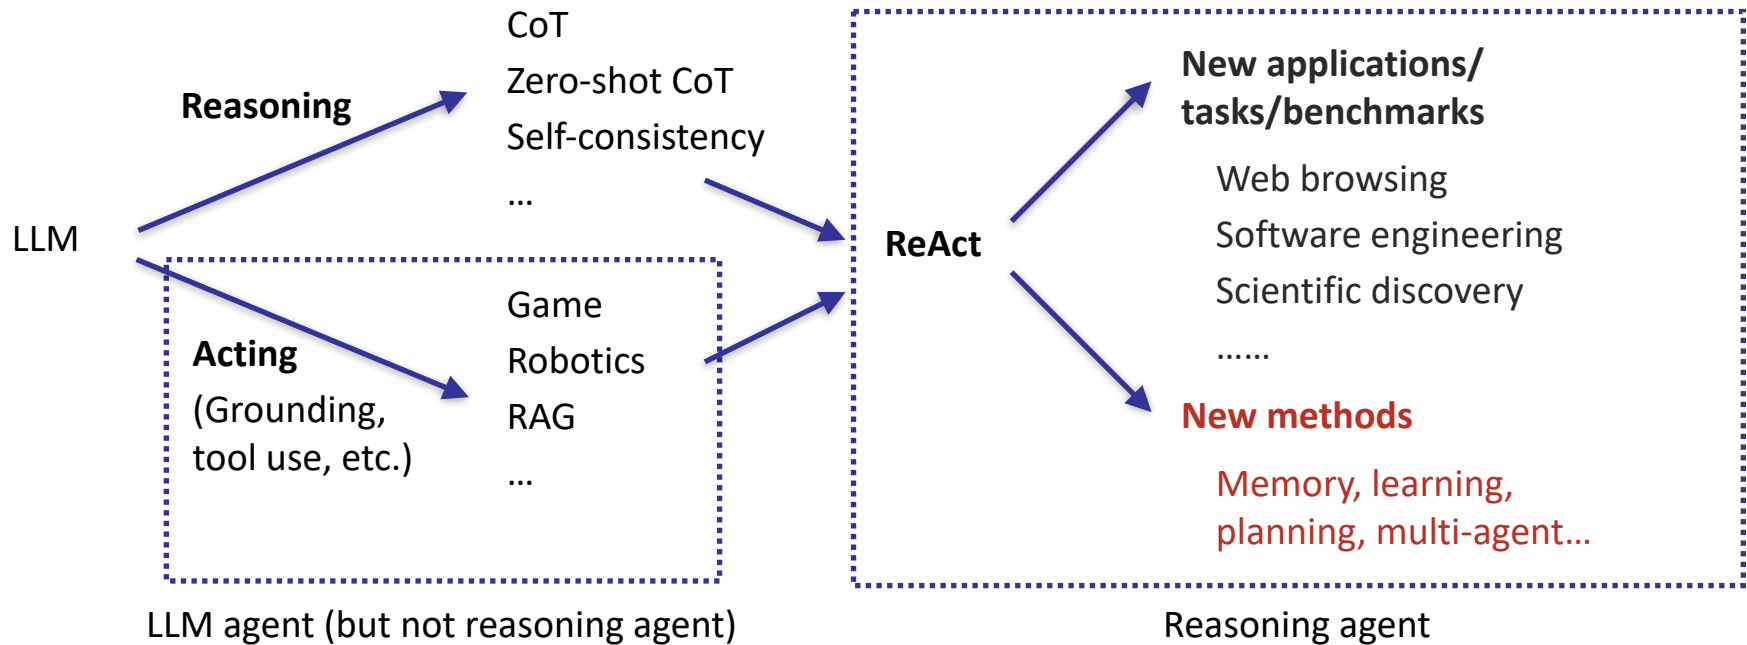 LLM
Reasoning
CoT
Zero-shot CoT
Self-consistency
...
Acting
(Grounding,
tool use, etc.)
Game
Robotics
RAG
...
LLM agent (but not reasoning agent)
ReAct
New applications/
tasks/benchmarks
Web browsing
Software engineering
Scientific discovery
......
New methods
Memory, learning,
planning, multi-agent...
Reasoning agent